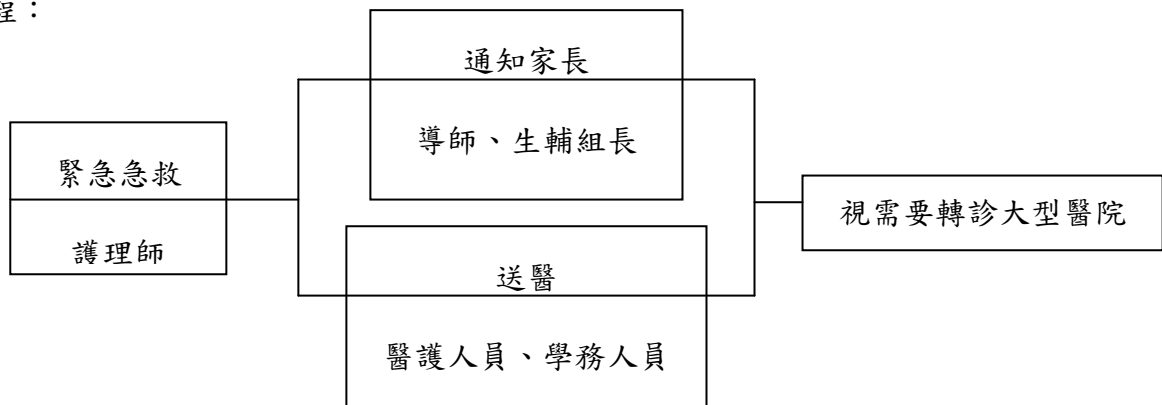 程：
緊急急救
護理師
通知家長
導師、生輔組長
送醫
醫護人員、學務人員
視需要轉診大型醫院